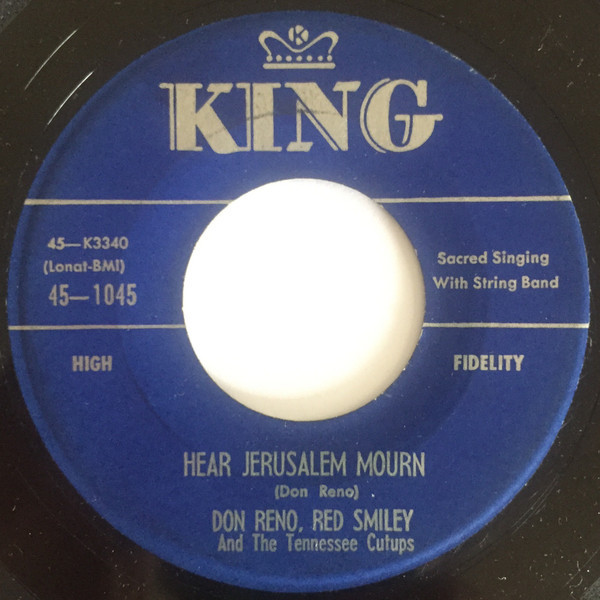 K
KING
45—K3340
(Lonat-BMI)
45—1045
Sacred Singing
With String Band
HIGH
FIDELITY
HEAR JERUSALEM MOURN
(Don Reno)
DON RENO, RED SMILEY
And The Tennessee Cutups